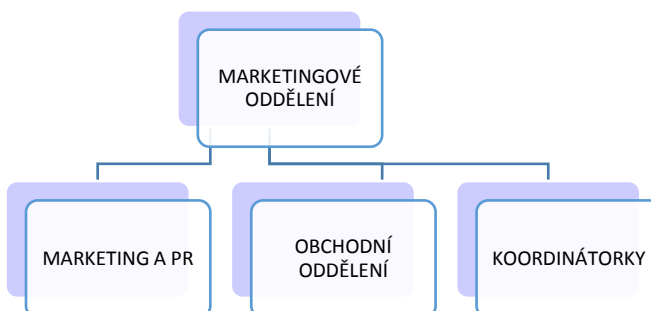 MARKETINGOVÉ
ODDĚLENÍ
MARKETING A PR
OBCHODNÍ
ODDĚLENÍ
KOORDINÁTORKY